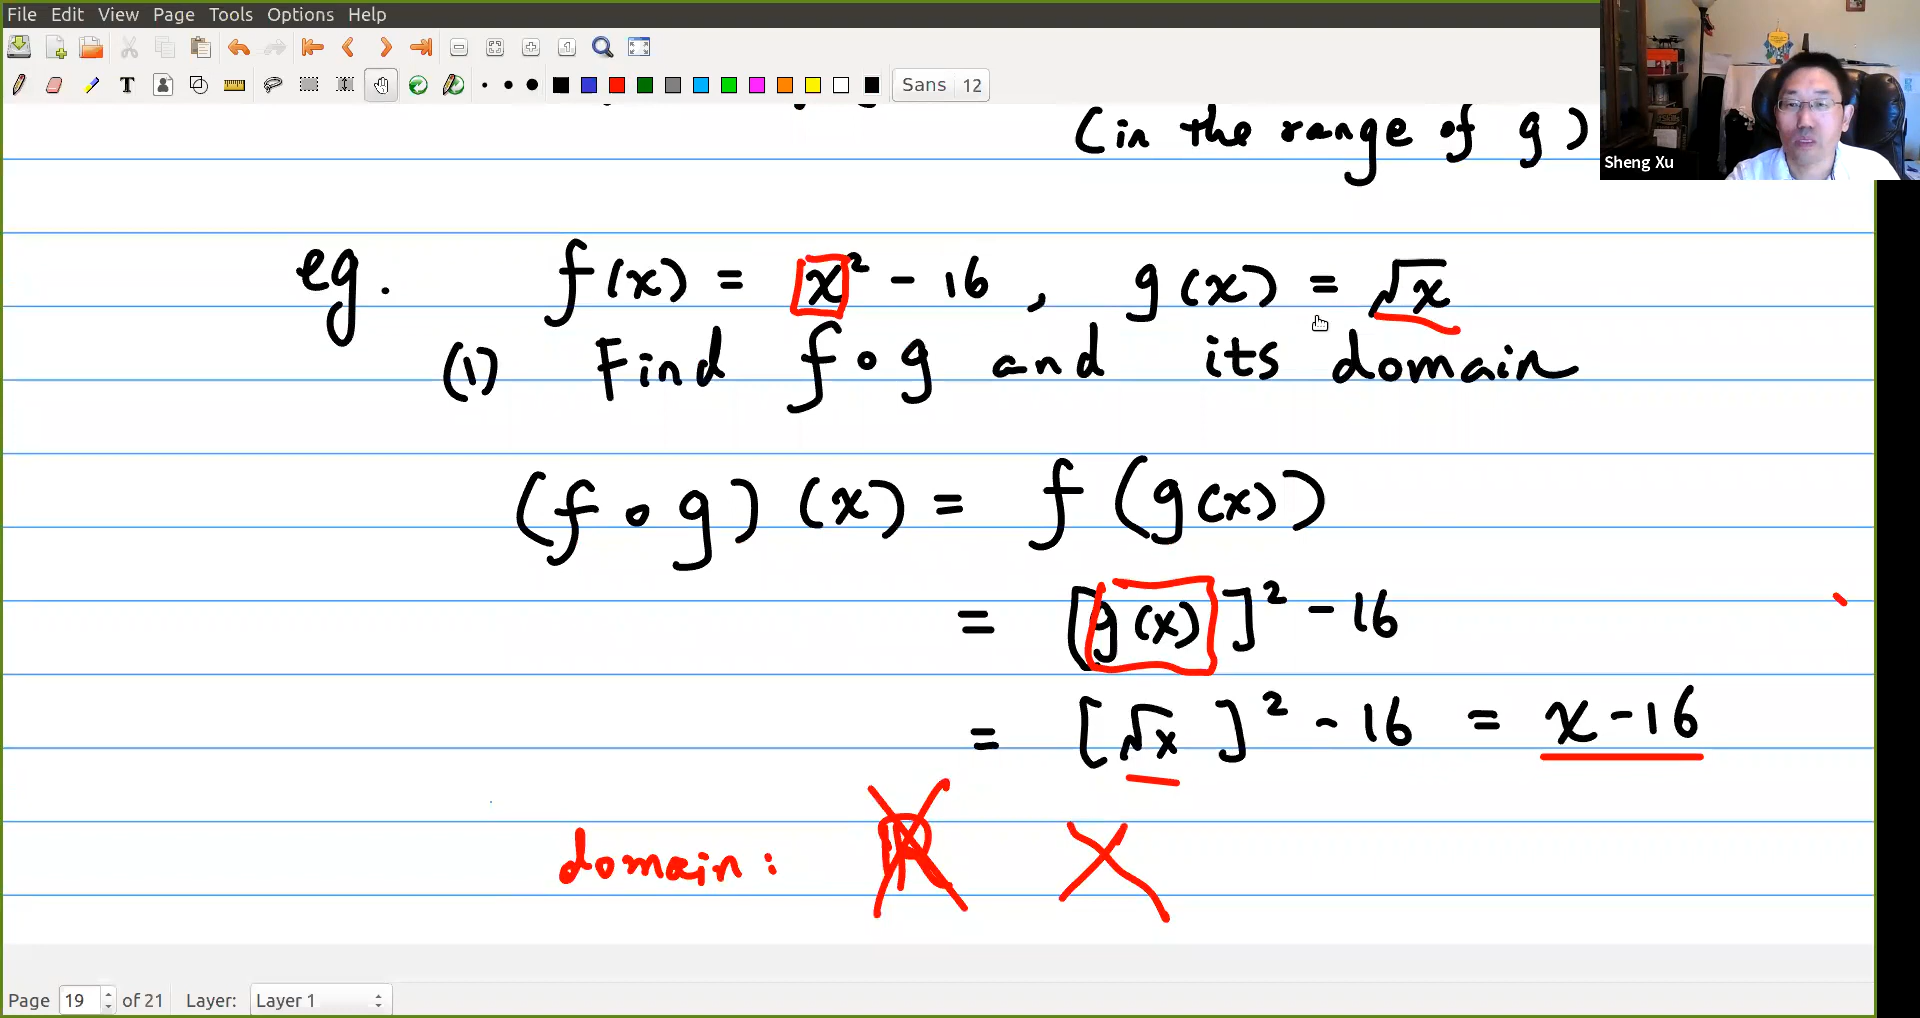 File Edit View Page Tools Options Help
T Sans 12
(in the range of g)
Sheng Xu
eg. f(x) = x² - 16 , g(x) = √x
(1) Find f∘g and its domain
(f∘g)(x) = f(g(x))
= [g(x)]² - 16
= [√x]² - 16 = x - 16
domain:
Page 19 of 21 Layer: Layer 1